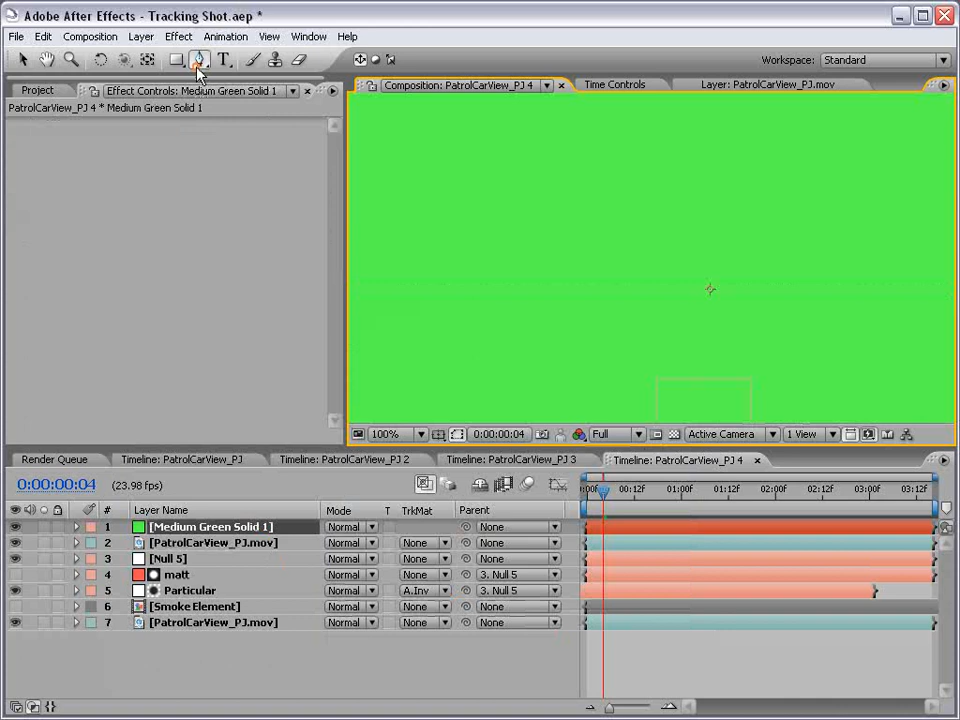 Adobe After Effects - Tracking Shot.aep *
File Edit Composition Layer Effect Animation View Window Help
T Workspace: Standard
Project Effect Controls: Medium Green Solid 1 Composition: PatrolCarView_PJ 4 Time Controls Layer: PatrolCarView_PJ.mov
PatrolCarView_PJ 4 * Medium Green Solid 1
100% 0:00:00:04 Full Active Camera 1 View
Render Queue Timeline: PatrolCarView_PJ Timeline: PatrolCarView_PJ 2 Timeline: PatrolCarView_PJ 3 Timeline: PatrolCarView_PJ 4
0:00:00:04 (23.98 fps) :00f 00:12f 01:00f 01:12f 02:00f 02:12f 03:00f 03:12f
# Layer Name Mode T TrkMat Parent
1 [Medium Green Solid 1] Normal None
2 [PatrolCarView_PJ.mov] Normal None None
3 [Null 5] Normal None None
4 matt Normal None 3. Null 5
5 Particular Normal A.Inv 3. Null 5
6 [Smoke Element] Normal None None
7 [PatrolCarView_PJ.mov] Normal None None